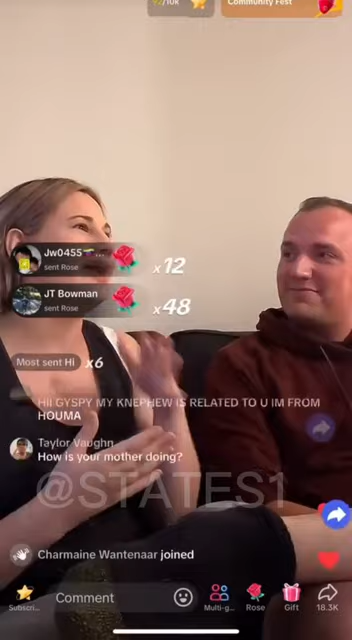 Community Fest
Jw0455
sent Rose
x12
JT Bowman
sent Rose
x48
Most sent Hi x6
HII GYSPY MY KNEPHEW IS RELATED TO U IM FROM
HOUMA
Taylor Vaughn
How is your mother doing?
@STATES1
Charmaine Wantenaar joined
Subscri...
Comment
Multi-g...
Rose
Gift
18.3K